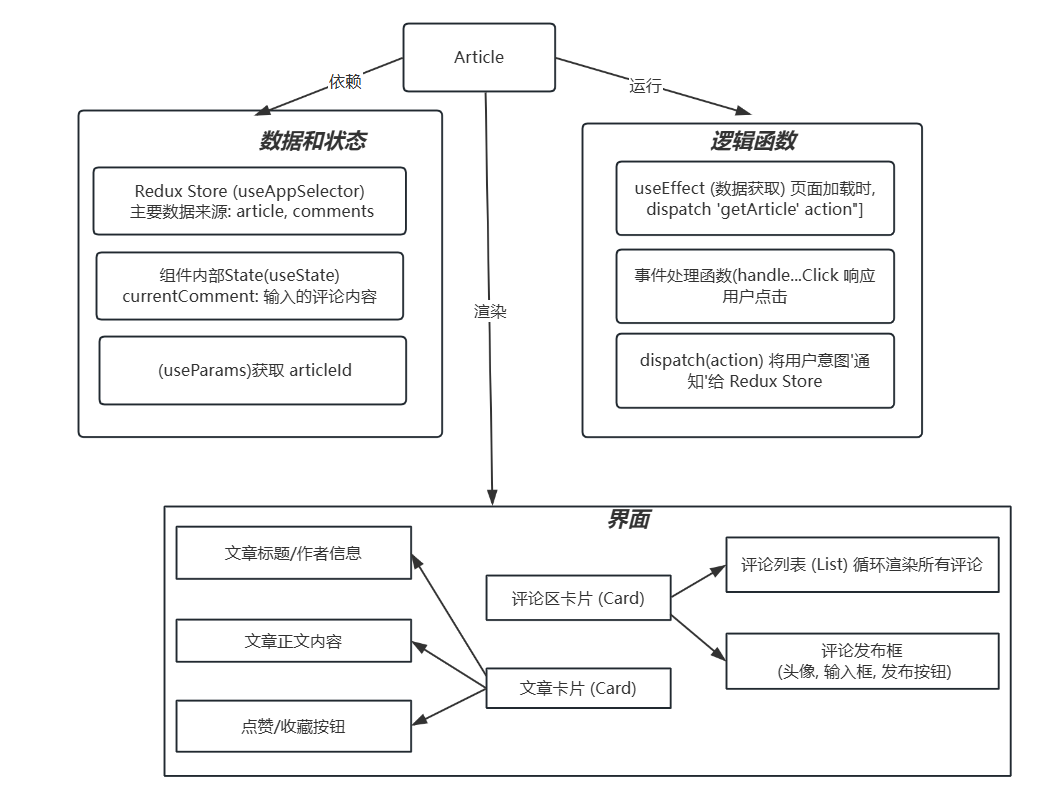 Article
依赖
运行
数据和状态
Redux Store (useAppSelector)
主要数据来源: article, comments
组件内部State(useState)
currentComment: 输入的评论内容
(useParams)获取 articleId
逻辑函数
useEffect (数据获取) 页面加载时,
dispatch 'getArticle' action"]
事件处理函数(handle...Click 响应
用户点击
dispatch(action) 将用户意图'通
知'给 Redux Store
渲染
界面
文章标题/作者信息
文章正文内容
点赞/收藏按钮
评论区卡片 (Card)
文章卡片 (Card)
评论列表 (List) 循环渲染所有评论
评论发布框
(头像, 输入框, 发布按钮)